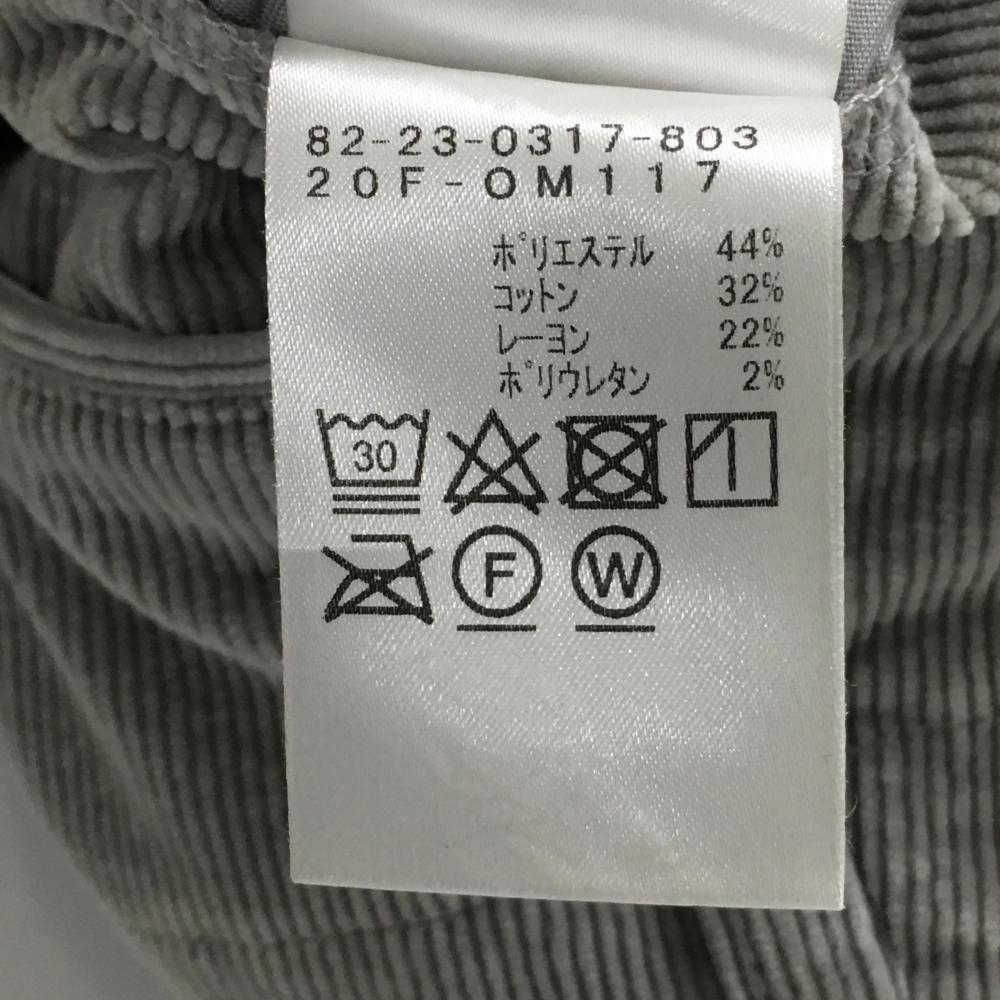 82-23-0317-803
20F-OM117
ポリエステル 44%
コットン 32%
レーヨン 22%
ポリウレタン 2%
30
F W